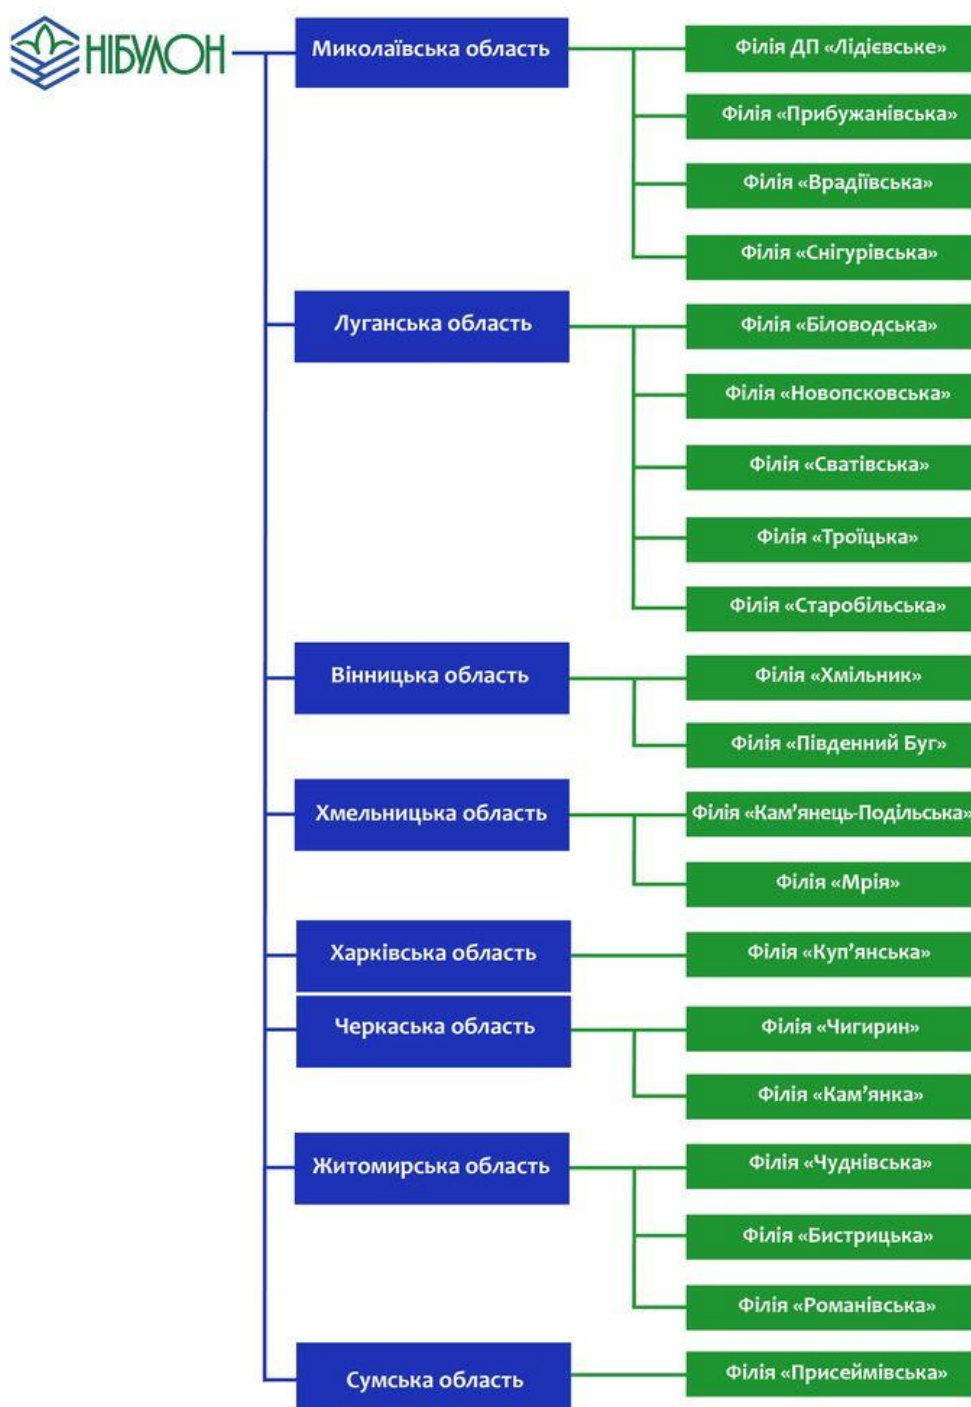 НІБУЛОН
Миколаївська область
Філія ДП «Лідієвське»
Філія «Прибужанівська»
Філія «Врадіївська»
Філія «Снігурівська»
Луганська область
Філія «Біловодська»
Філія «Новопсковська»
Філія «Сватівська»
Філія «Троїцька»
Філія «Старобільська»
Вінницька область
Філія «Хмільник»
Філія «Південний Буг»
Хмельницька область
Філія «Кам’янець-Подільська»
Філія «Мрія»
Харківська область
Філія «Куп’янська»
Черкаська область
Філія «Чигирин»
Філія «Кам’янка»
Житомирська область
Філія «Чуднівська»
Філія «Бистрицька»
Філія «Романівська»
Сумська область
Філія «Присеймівська»